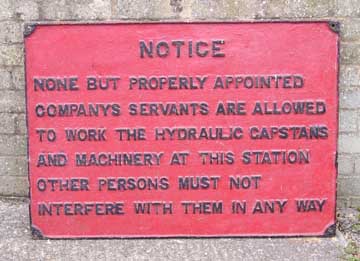 NOTICE
NONE BUT PROPERLY APPOINTED
COMPANYS SERVANTS ARE ALLOWED
TO WORK THE HYDRAULIC CAPSTANS
AND MACHINERY AT THIS STATION
OTHER PERSONS MUST NOT
INTERFERE WITH THEM IN ANY WAY